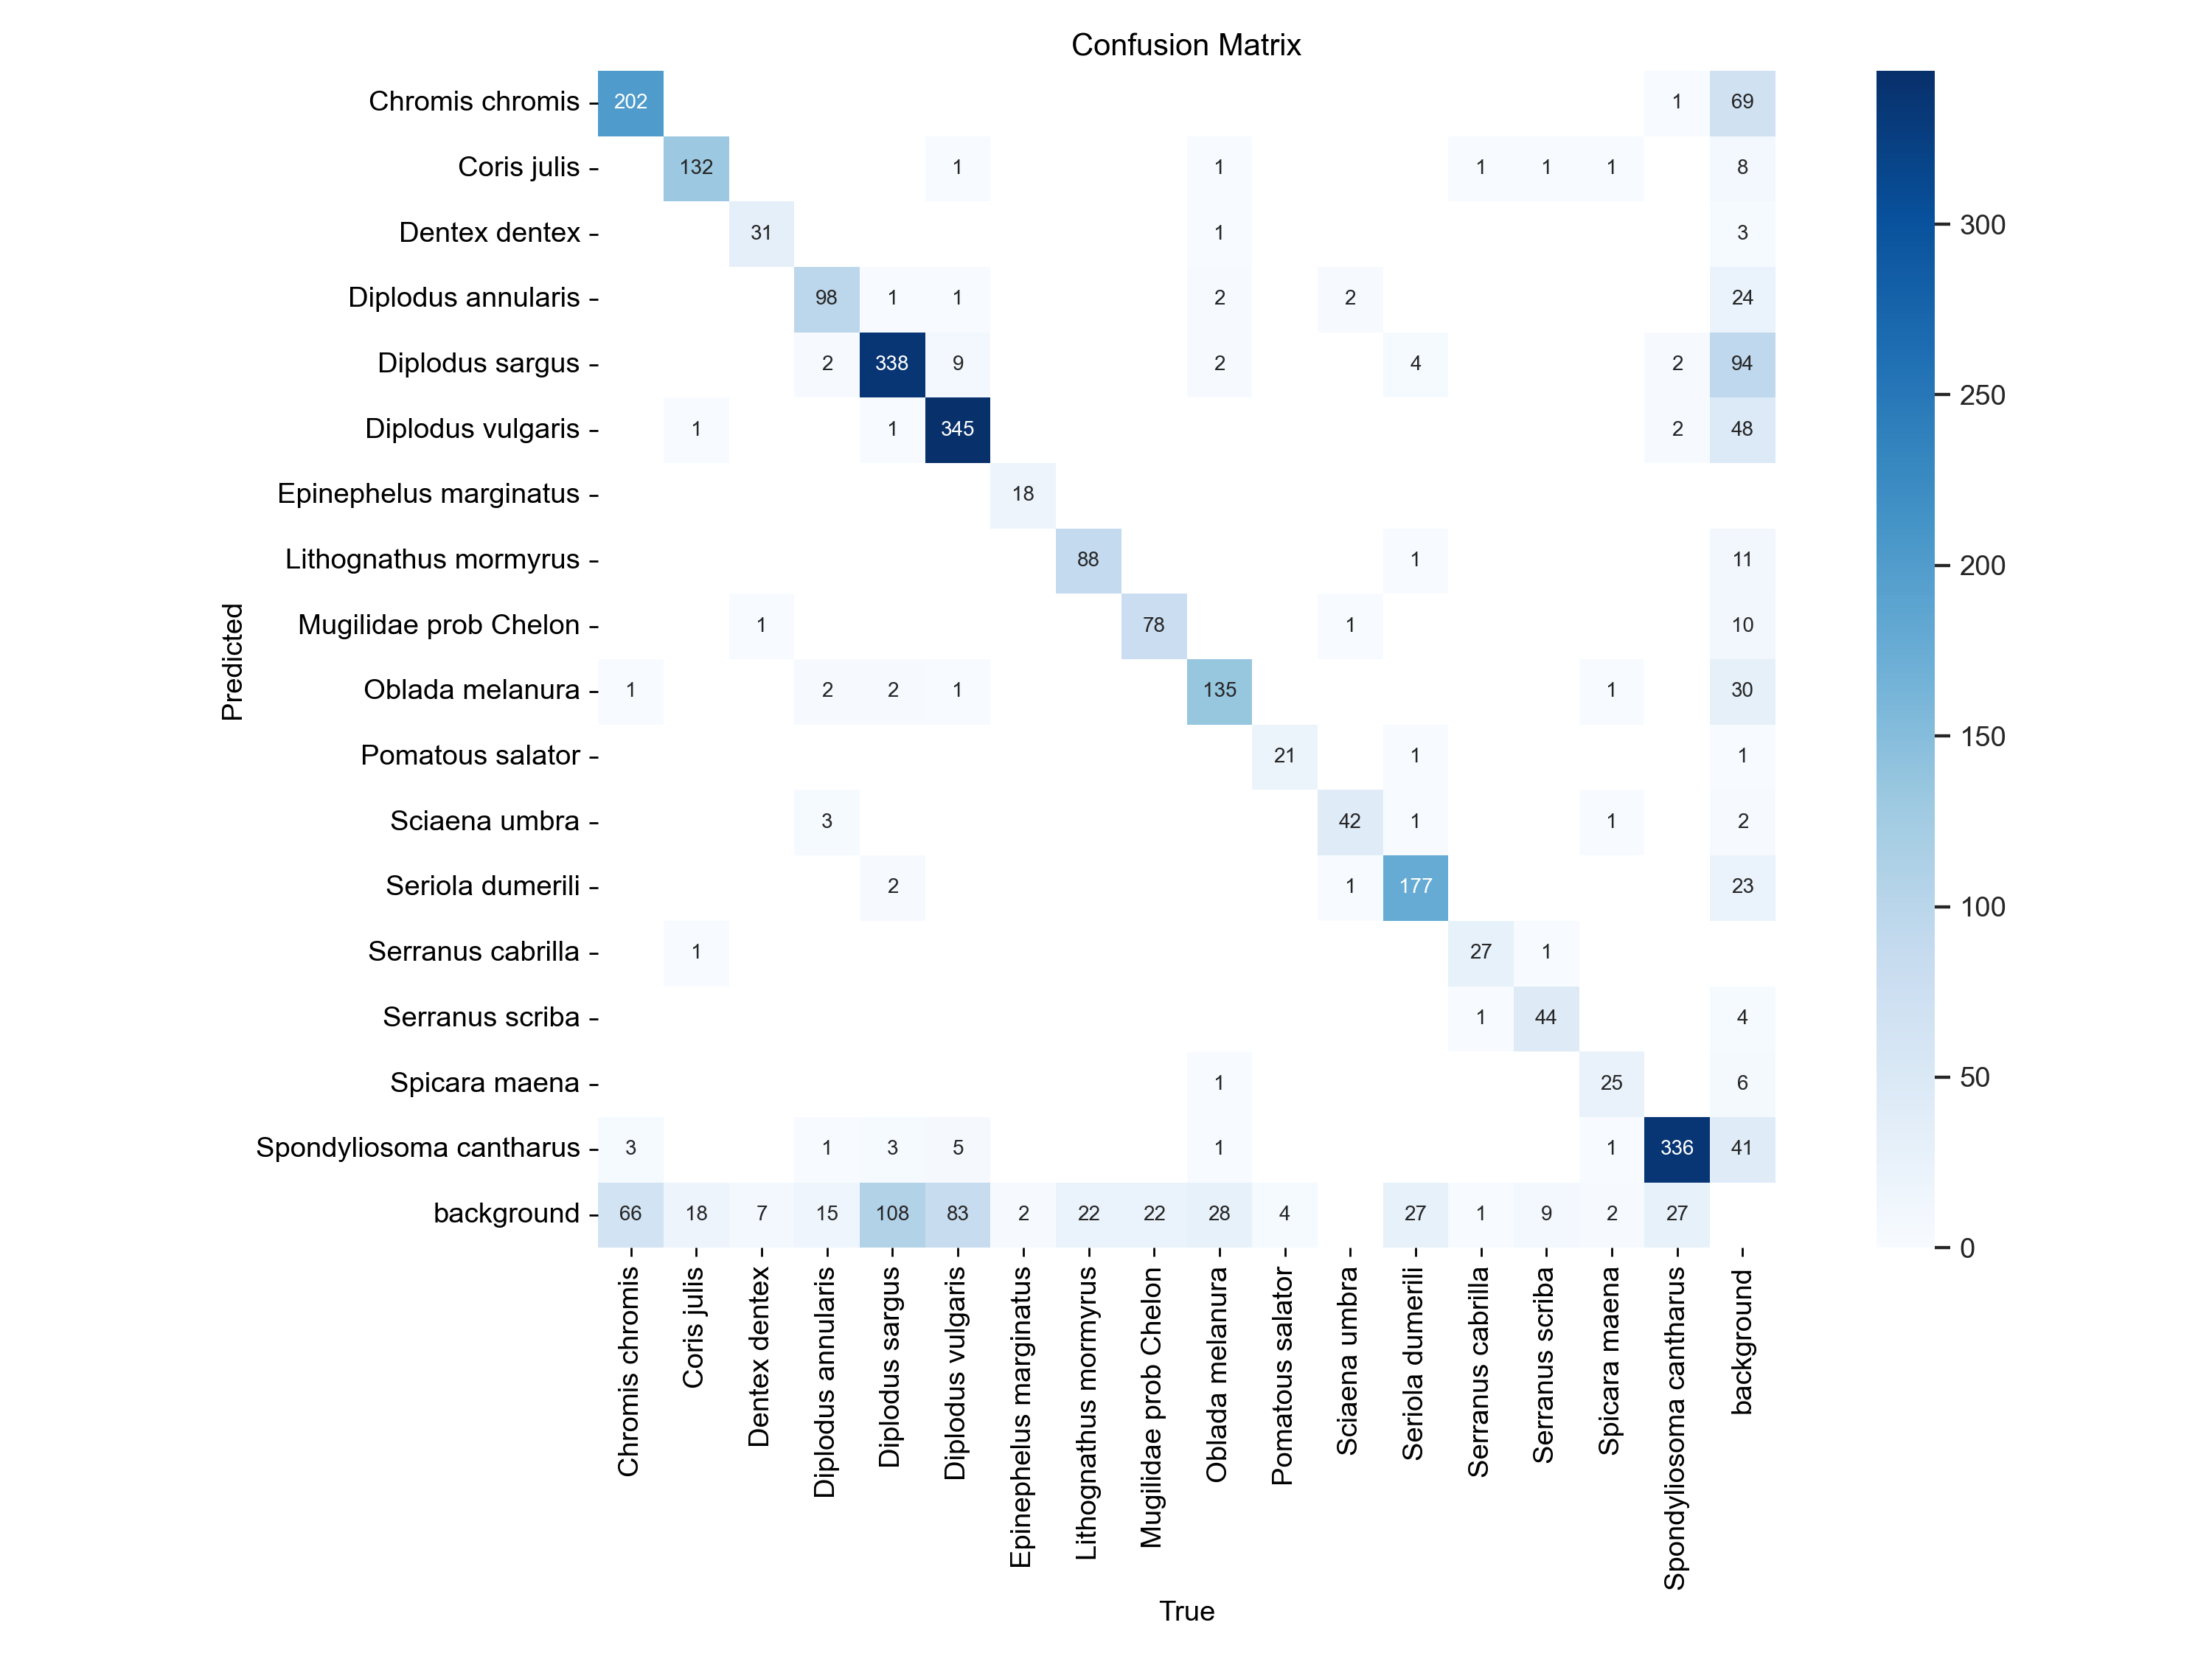 Confusion Matrix
Chromis chromis 202 1 69
Coris julis 132 1 1 1 1 1 8
Dentex dentex 31 1 3
Diplodus annularis 98 1 1 2 2 24
Diplodus sargus 2 338 9 2 4 2 94
Diplodus vulgaris 1 1 345 2 48
Epinephelus marginatus 18
Lithognathus mormyrus 88 1 11
Mugilidae prob Chelon 1 78 1 10
Oblada melanura 1 2 2 1 135 1 30
Pomatous salator 21 1 1
Sciaena umbra 3 42 1 1 2
Seriola dumerili 2 1 177 23
Serranus cabrilla 1 27 1
Serranus scriba 1 44 4
Spicara maena 1 25 6
Spondyliosoma cantharus 3 1 3 5 1 1 336 41
background 66 18 7 15 108 83 2 22 22 28 4 27 1 9 2 27
Predicted
Chromis chromis
Coris julis
Dentex dentex
Diplodus annularis
Diplodus sargus
Diplodus vulgaris
Epinephelus marginatus
Lithognathus mormyrus
Mugilidae prob Chelon
Oblada melanura
Pomatous salator
Sciaena umbra
Seriola dumerili
Serranus cabrilla
Serranus scriba
Spicara maena
Spondyliosoma cantharus
background
True
300
250
200
150
100
50
0